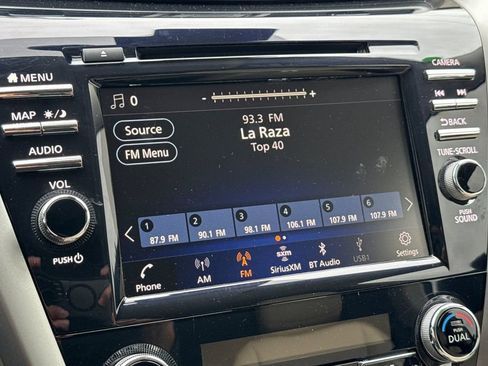 MENU
MAP
AUDIO
VOL
PUSH
0
- +
Source
FM Menu
93.3 FM
La Raza
Top 40
1 2 3 4 5 6
87.9 FM 90.1 FM 98.1 FM 106.1 FM 107.9 FM 107.9 FM
Phone AM FM sxm SiriusXM BT Audio USB1 Settings
CAMERA
BACK
TUNE·SCROLL
PUSH
SOUND
PUSH
DUAL